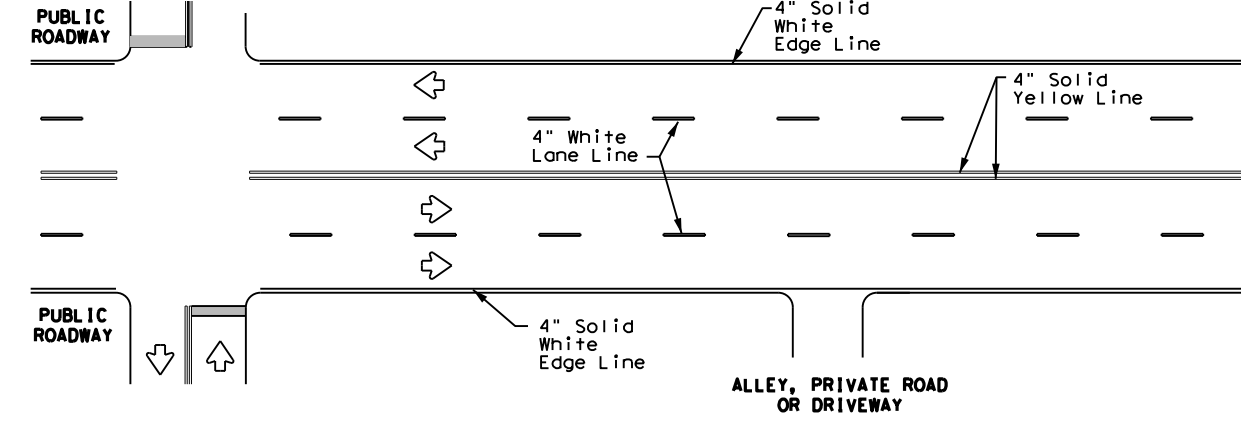 PUBLIC
ROADWAY
4" Solid
White
Edge Line
4" Solid
Yellow Line
4" White
Lane Line
PUBLIC
ROADWAY
4" Solid
White
Edge Line
ALLEY, PRIVATE ROAD
OR DRIVEWAY